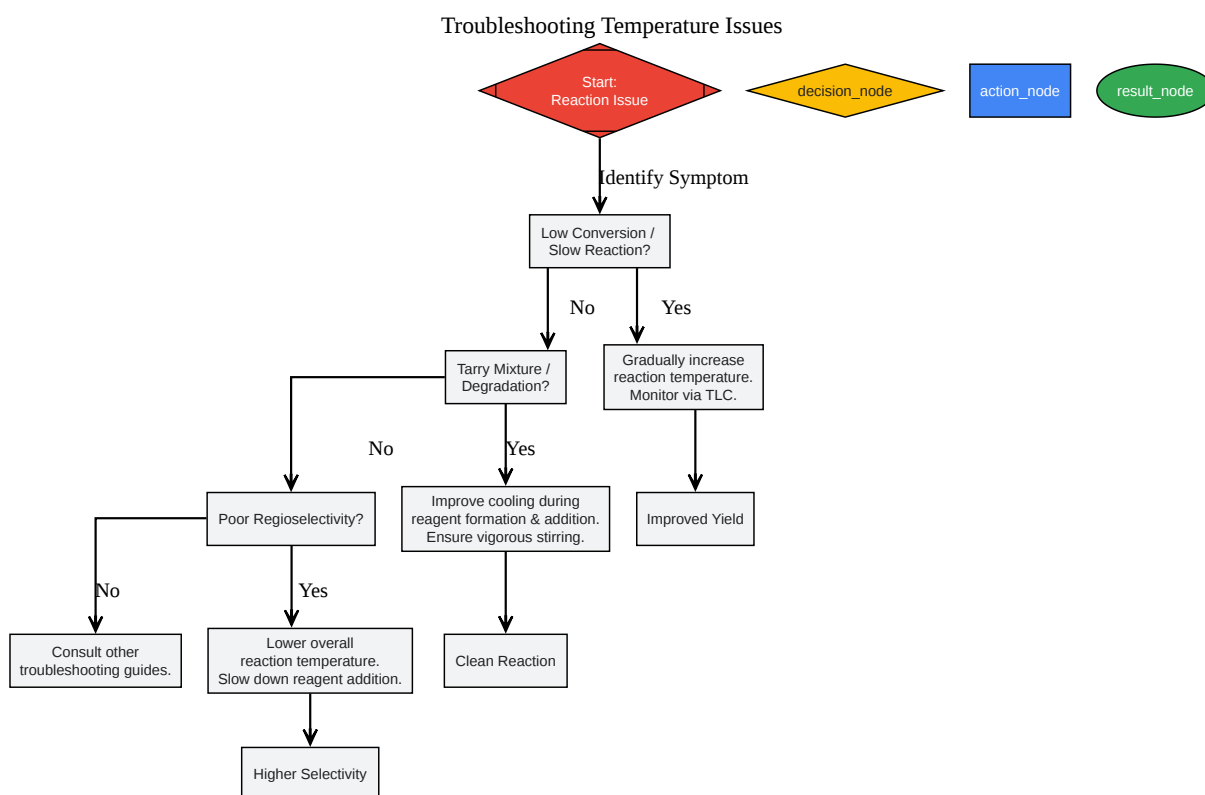 Troubleshooting Temperature Issues
Start:
Reaction Issue
decision_node
action_node
result_node
Identify Symptom
Low Conversion /
Slow Reaction?
No
Yes
Tarry Mixture /
Degradation?
Gradually increase
reaction temperature.
Monitor via TLC.
No
Yes
Poor Regioselectivity?
Improve cooling during
reagent formation & addition.
Ensure vigorous stirring.
Improved Yield
No
Yes
Consult other
troubleshooting guides.
Lower overall
reaction temperature.
Slow down reagent addition.
Clean Reaction
Higher Selectivity